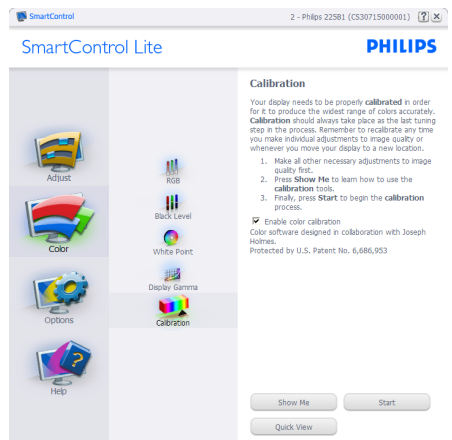 SmartControl
2 - Philips 225B1 (CS30715000001) ? X
SmartControl Lite
PHILIPS
Adjust
Color
Options
Help
RGB
Black Level
White Point
Display Gamma
Calibration
Calibration
Your display needs to be properly calibrated in order
for it to produce the widest range of colors accurately.
Calibration should always take place as the last tuning
step in the process. Remember to recalibrate any time
you make individual adjustments to image quality or
whenever you move your display to a new location.
1. Make all other necessary adjustments to image
quality first.
2. Press Show Me to learn how to use the
calibration tools.
3. Finally, press Start to begin the calibration
process.
Enable color calibration
Color software designed in collaboration with Joseph
Holmes.
Protected by U.S. Patent No. 6,686,953
Show Me
Start
Quick View